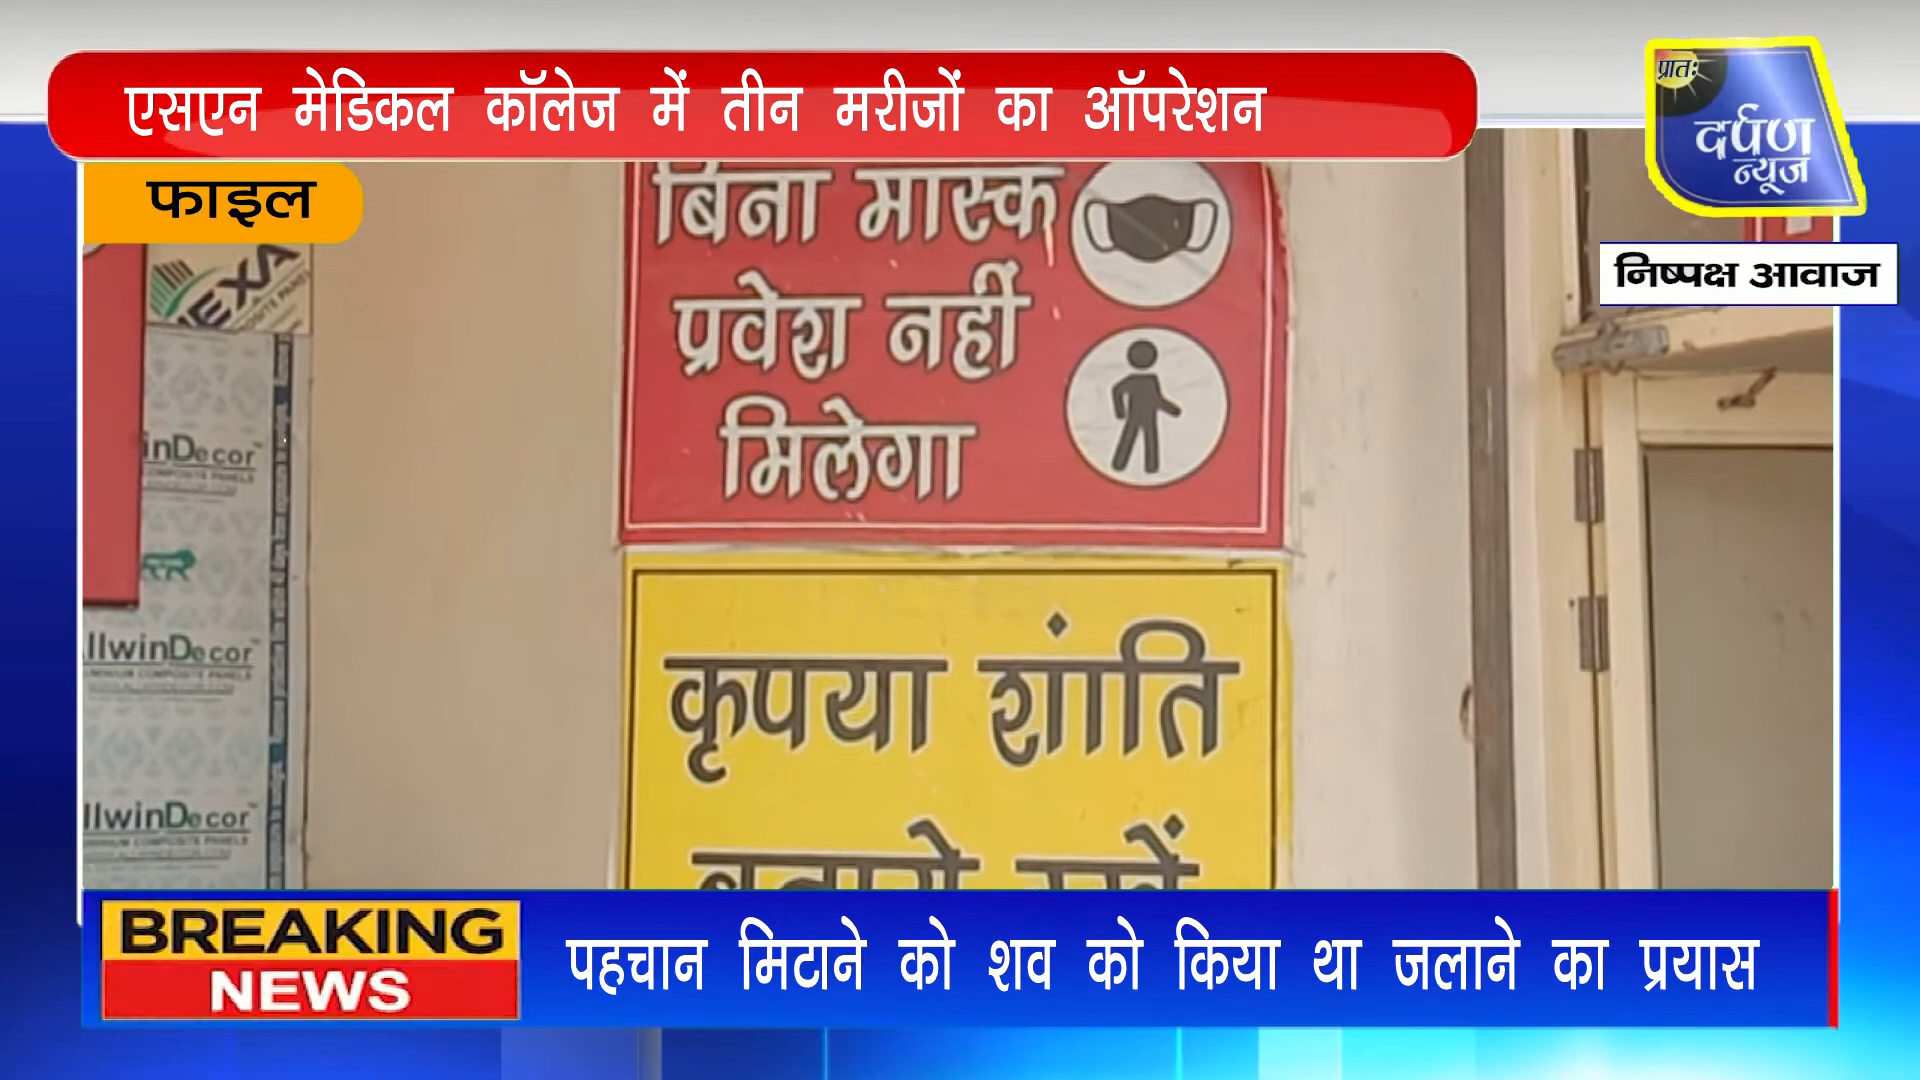 एसएन मेडिकल कॉलेज में तीन मरीजों का ऑपरेशन
प्रातः
दर्पण
न्यूज
निष्पक्ष आवाज
फाइल
बिना मास्क
प्रवेश नहीं
मिलेगा
कृपया शांति
inDecor
llwinDecor
llwinDecor
BREAKING
NEWS
पहचान मिटाने को शव को किया था जलाने का प्रयास